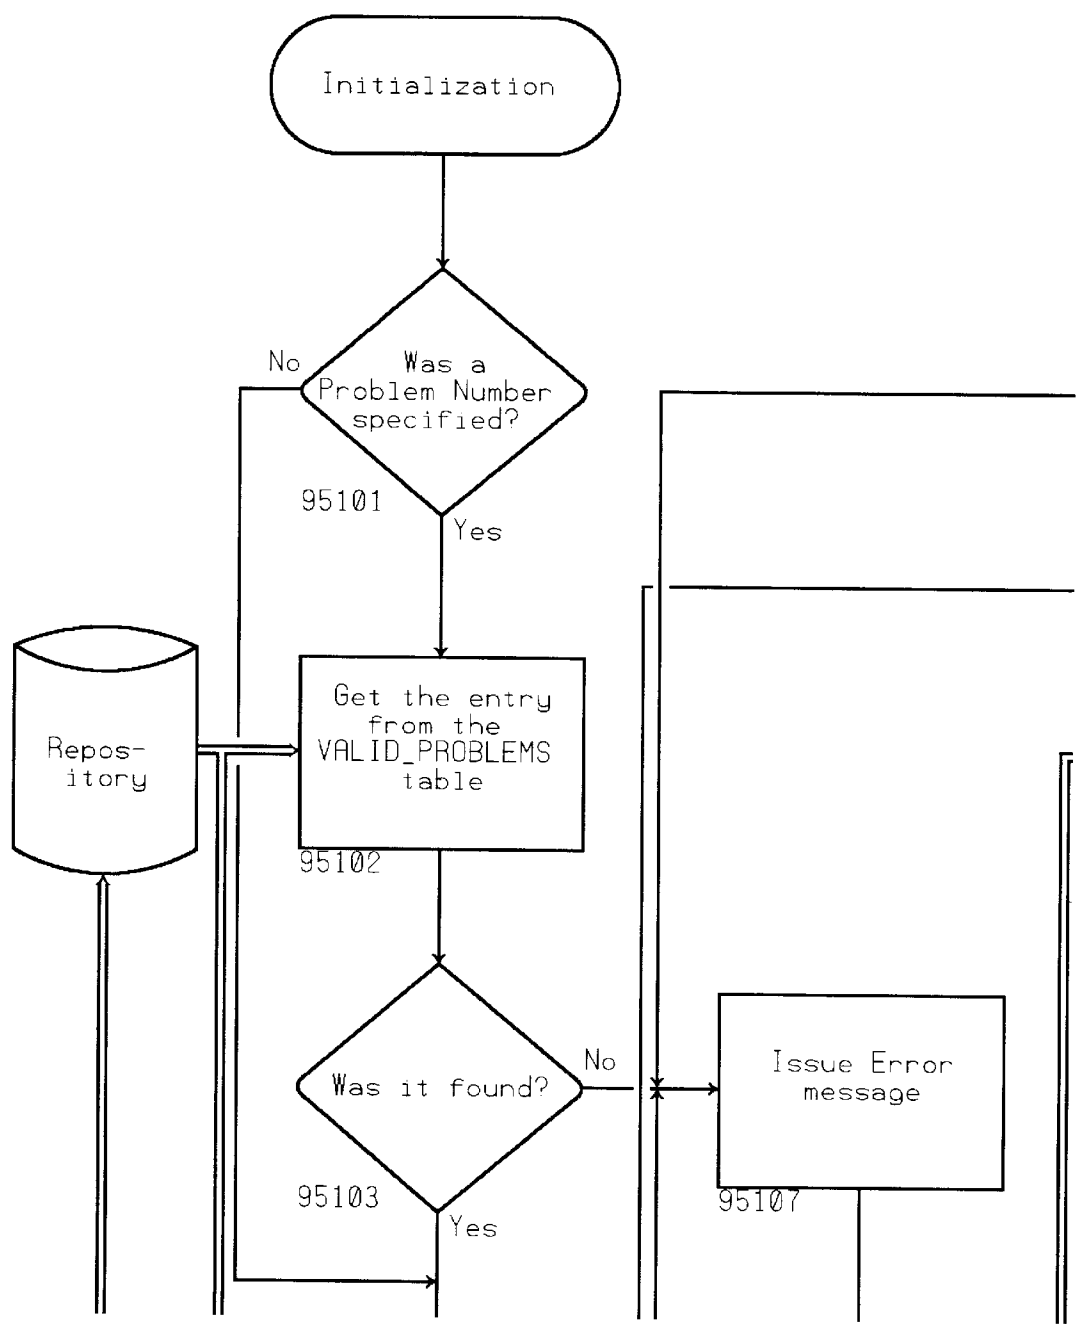 Initialization
No
Was a
Problem Number
specified?
95101
Yes
Get the entry
from the
VALID_PROBLEMS
table
95102
Repos-
itory
Was it found?
No
95103
Yes
Issue Error
message
95107